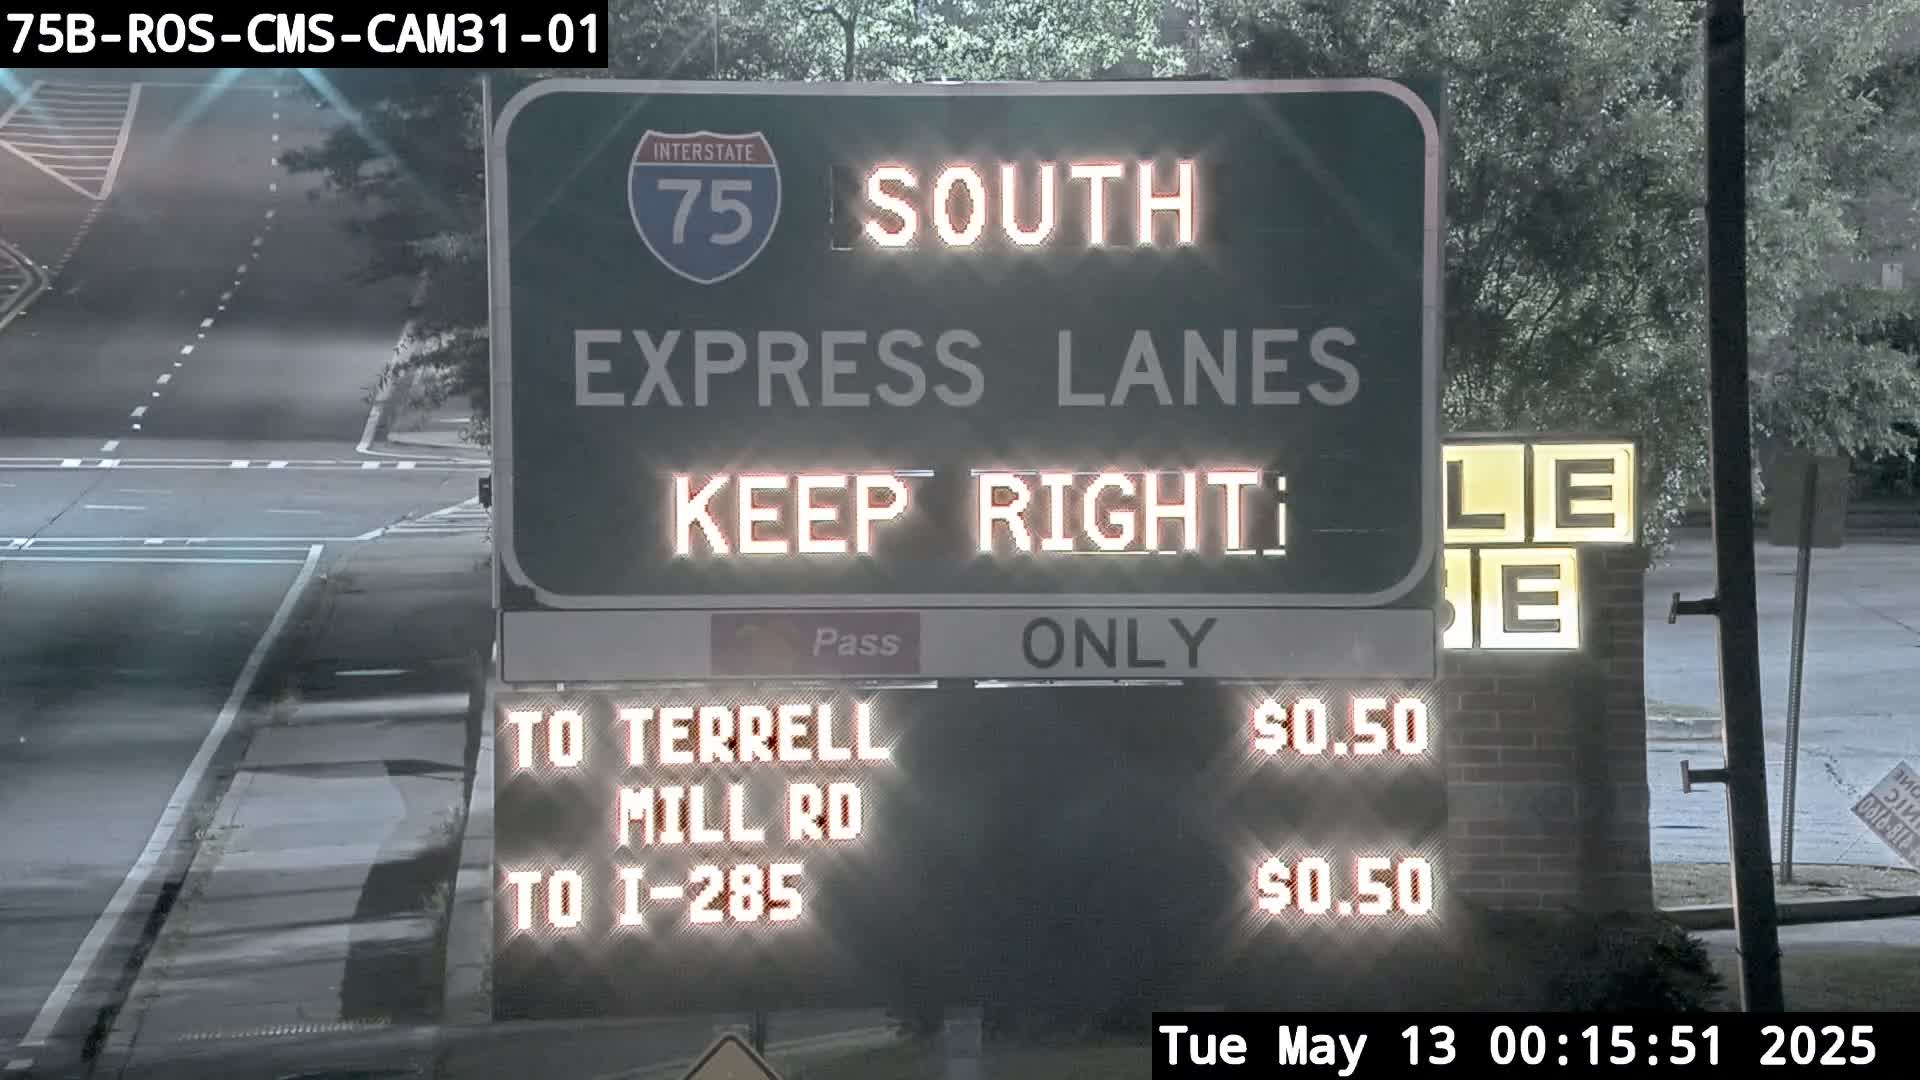 75B-ROS-CMS-CAM31-01
INTERSTATE
75
SOUTH
EXPRESS LANES
KEEP RIGHT
Pass ONLY
LE
E
TO TERRELL $0.50
MILL RD
TO I-285 $0.50
Tue May 13 00:15:51 2025